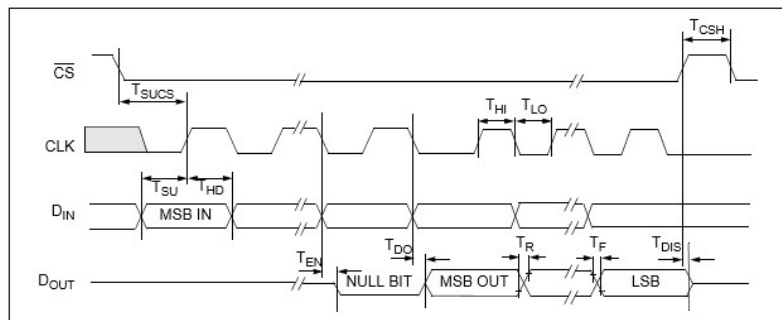 T_CSH
CS
T_SUCS
T_HI T_LO
CLK
T_SU T_HD
D_IN MSB IN
T_EN T_DO T_R T_F T_DIS
D_OUT NULL BIT MSB OUT LSB